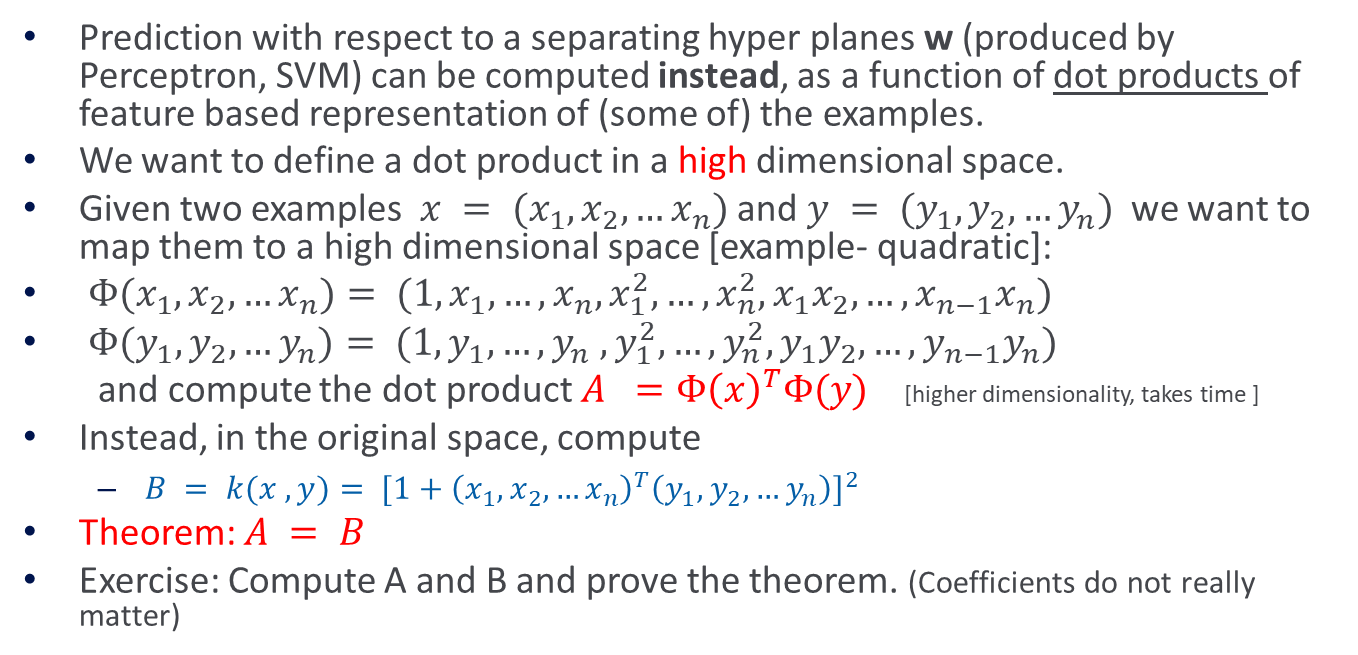 • Prediction with respect to a separating hyper planes w (produced by
Perceptron, SVM) can be computed instead, as a function of dot products of
feature based representation of (some of) the examples.
• We want to define a dot product in a high dimensional space.
• Given two examples x = (x₁, x₂, … xₙ) and y = (y₁, y₂, … yₙ) we want to
map them to a high dimensional space [example- quadratic]:
• Φ(x₁, x₂, … xₙ) = (1, x₁, … , xₙ, x₁², … , xₙ², x₁x₂, … , xₙ₋₁xₙ)
• Φ(y₁, y₂, … yₙ) = (1, y₁, … , yₙ , y₁², … , yₙ², y₁y₂, … , yₙ₋₁yₙ)
and compute the dot product A = Φ(x)ᵀΦ(y) [higher dimensionality, takes time ]
• Instead, in the original space, compute
– B = k(x , y) = [1 + (x₁, x₂, … xₙ)ᵀ(y₁, y₂, … yₙ)]²
• Theorem: A = B
• Exercise: Compute A and B and prove the theorem. (Coefficients do not really
matter)